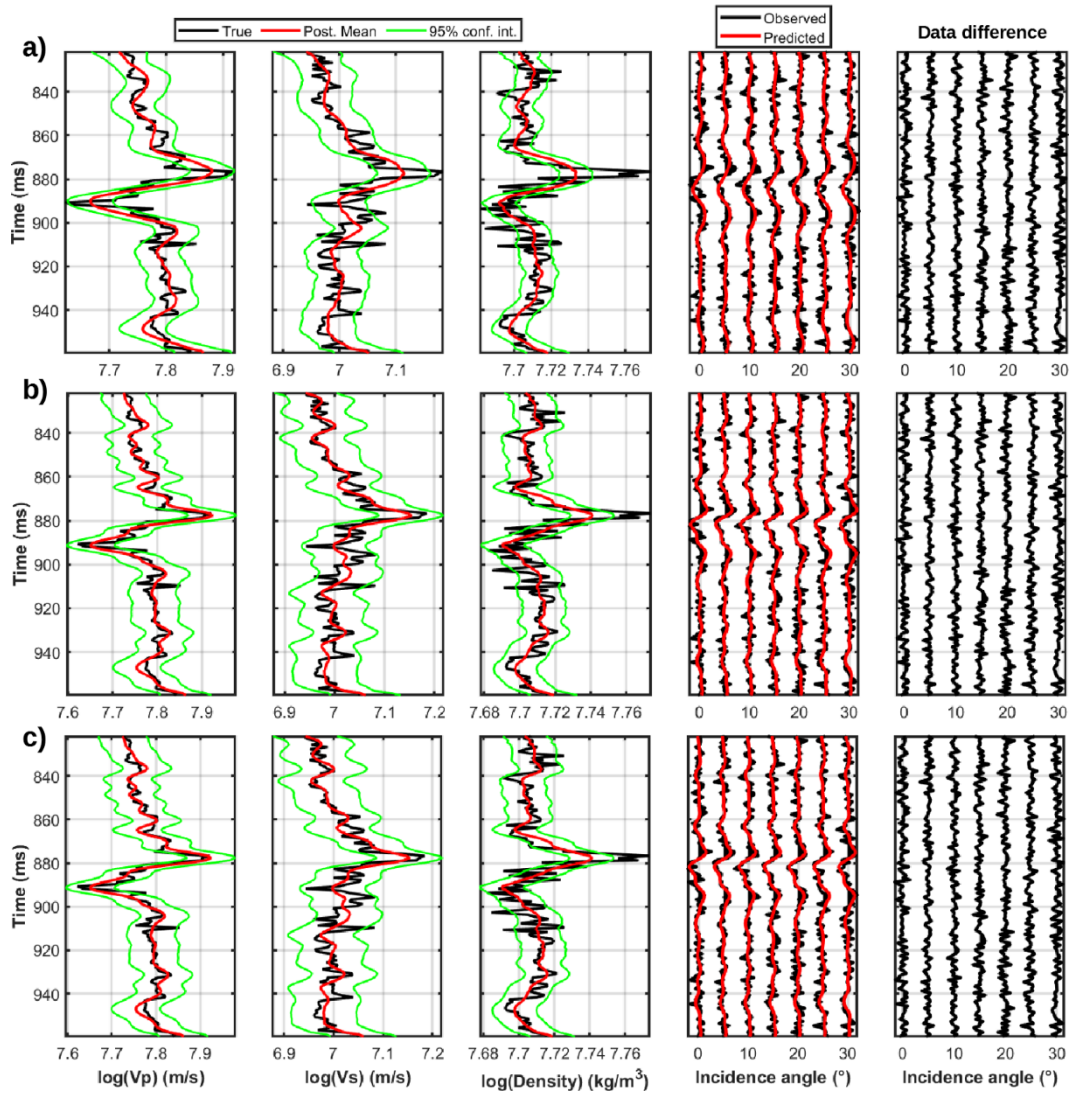 True Post. Mean 95% conf. int.
Observed
Predicted
Data difference
a)
Time (ms)
840
860
880
900
920
940
7.7 7.8 7.9
6.9 7 7.1
7.7 7.72 7.74 7.76
0 10 20 30
0 10 20 30
b)
Time (ms)
840
860
880
900
920
940
7.6 7.7 7.8 7.9
6.9 7 7.1 7.2
7.68 7.7 7.72 7.74 7.76
0 10 20 30
0 10 20 30
c)
Time (ms)
840
860
880
900
920
940
7.6 7.7 7.8 7.9
6.9 7 7.1 7.2
7.68 7.7 7.72 7.74 7.76
0 10 20 30
0 10 20 30
log(Vp) (m/s)
log(Vs) (m/s)
log(Density) (kg/m³)
Incidence angle (°)
Incidence angle (°)